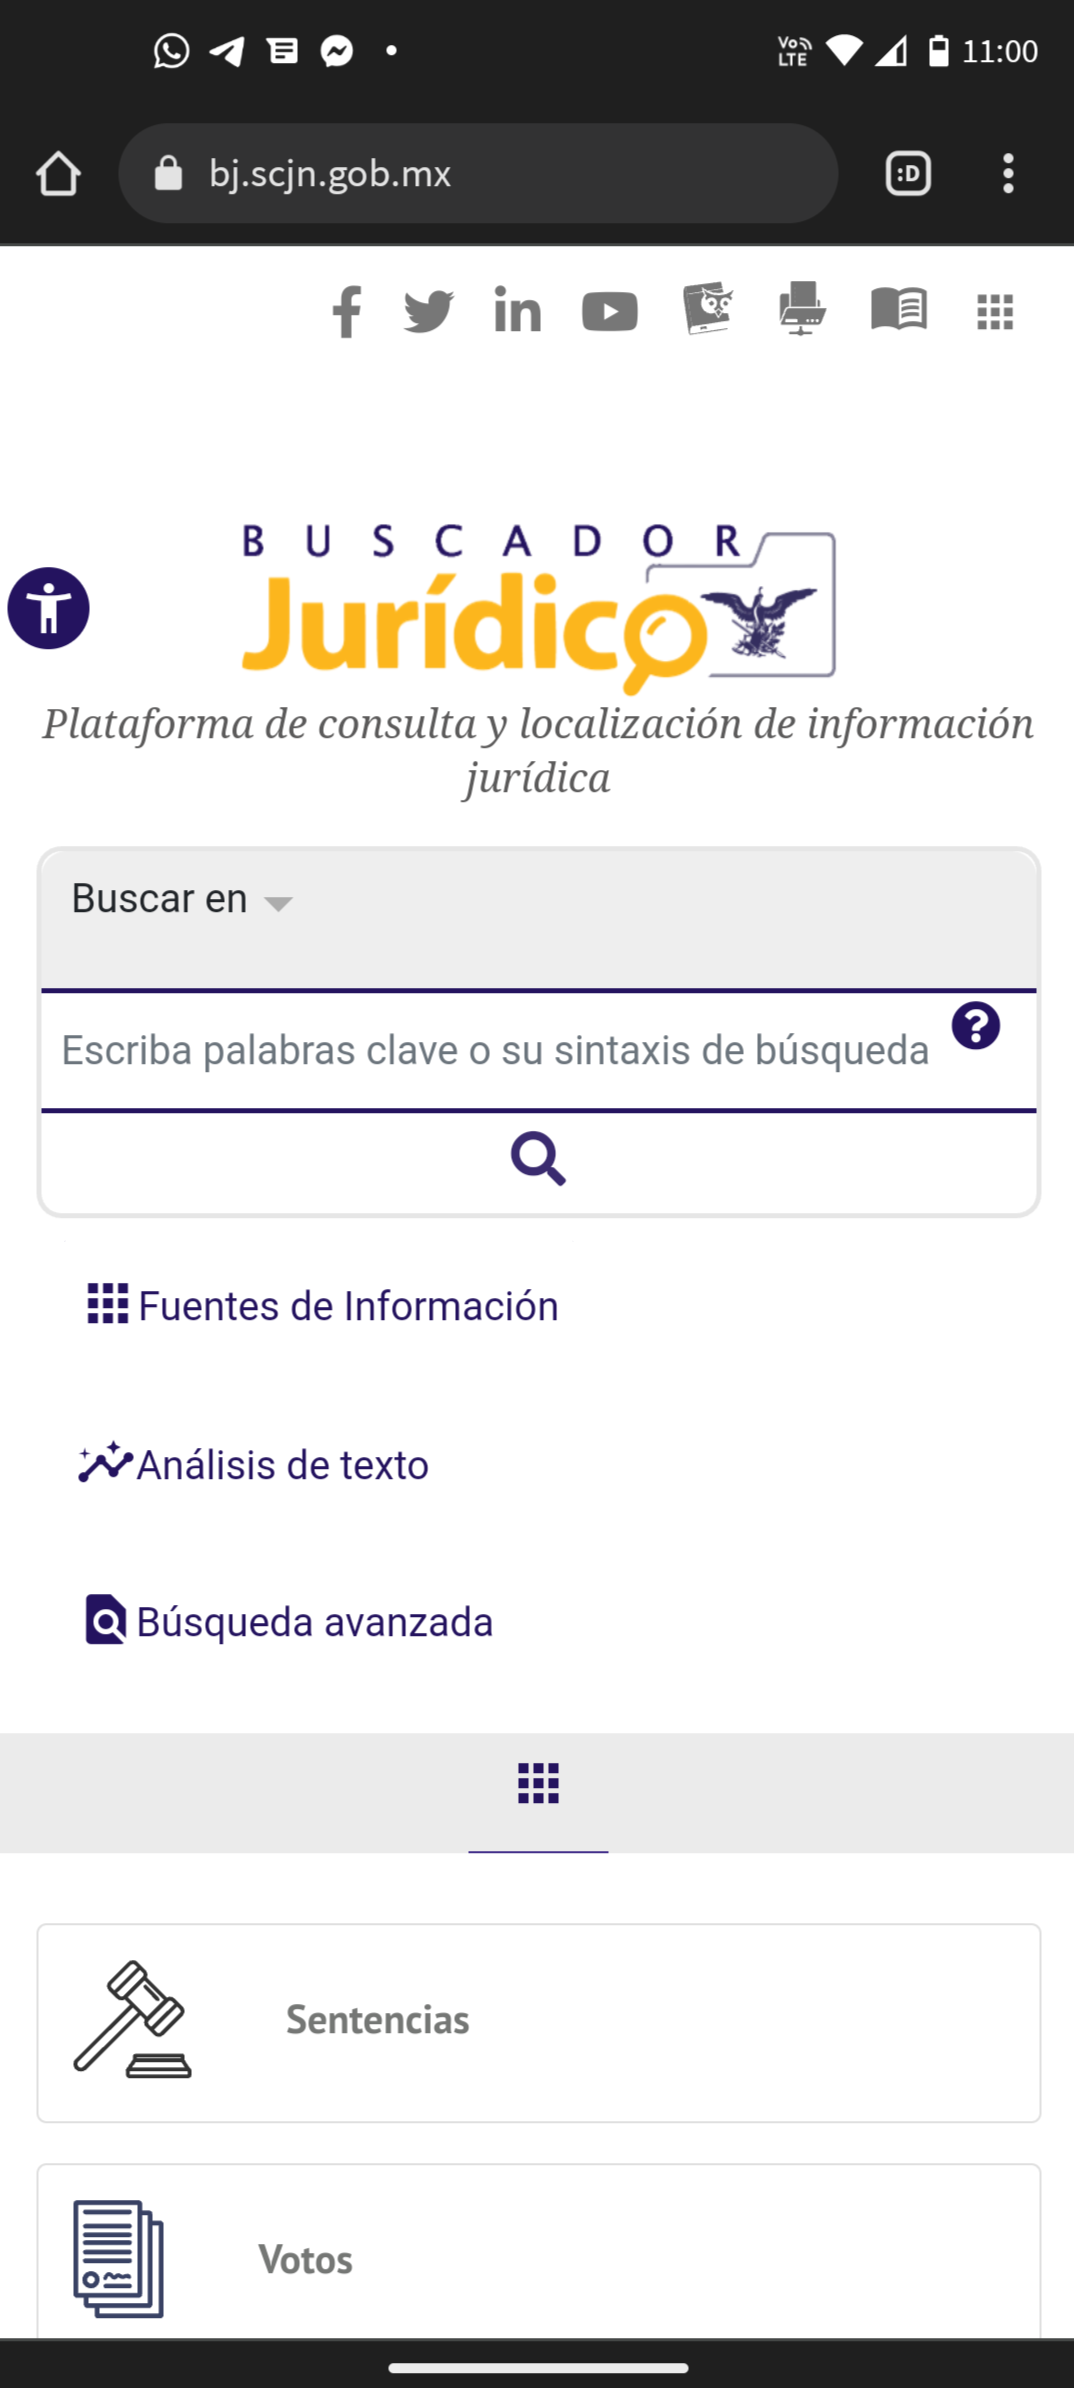 Vo LTE 11:00
bj.scjn.gob.mx :D
BUSCADOR
Jurídico
Plataforma de consulta y localización de información
jurídica
Buscar en
Escriba palabras clave o su sintaxis de búsqueda ?
Fuentes de Información
Análisis de texto
Búsqueda avanzada
Sentencias
Votos